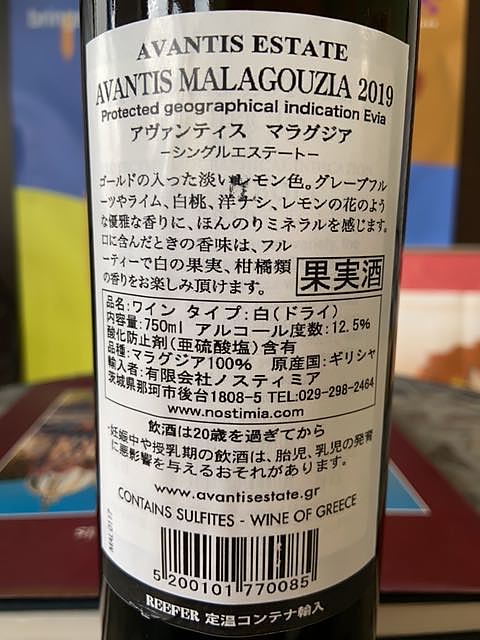 AVANTIS ESTATE
AVANTIS MALAGOUZIA 2019
Protected geographical indication Evia
アヴァンティス マラグジア
–シングルエステート–
ゴールドの入った淡いレモン色。グレープフル
ーツやライム、白桃、洋ナシ、レモンの花のよう
な優雅な香りに、ほんのりミネラルを感じます。
口に含んだときの香味は、フル
ーティーで白の果実、柑橘類
の香りをお楽しみ頂けます。
果実酒
品名:ワイン タイプ:白(ドライ)
内容量:750ml アルコール度数:12.5%
酸化防止剤(亜硫酸塩)含有
品種:マラグジア100% 原産国:ギリシャ
輸入者:有限会社ノスティミア
茨城県那珂市後台1808-5 TEL:029-298-2464
www.nostimia.com
飲酒は20歳を過ぎてから
・妊娠中や授乳期の飲酒は、胎児、乳児の発育
に悪影響を与えるおそれがあります。
www.avantisestate.gr
CONTAINS SULFITES - WINE OF GREECE
5 200101 770085
REEFER 定温コンテナ輸入